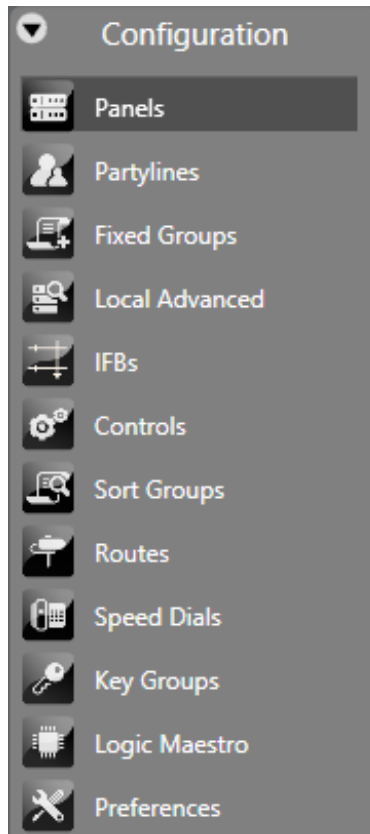 Configuration
Panels
Partylines
Fixed Groups
Local Advanced
IFBs
Controls
Sort Groups
Routes
Speed Dials
Key Groups
Logic Maestro
Preferences